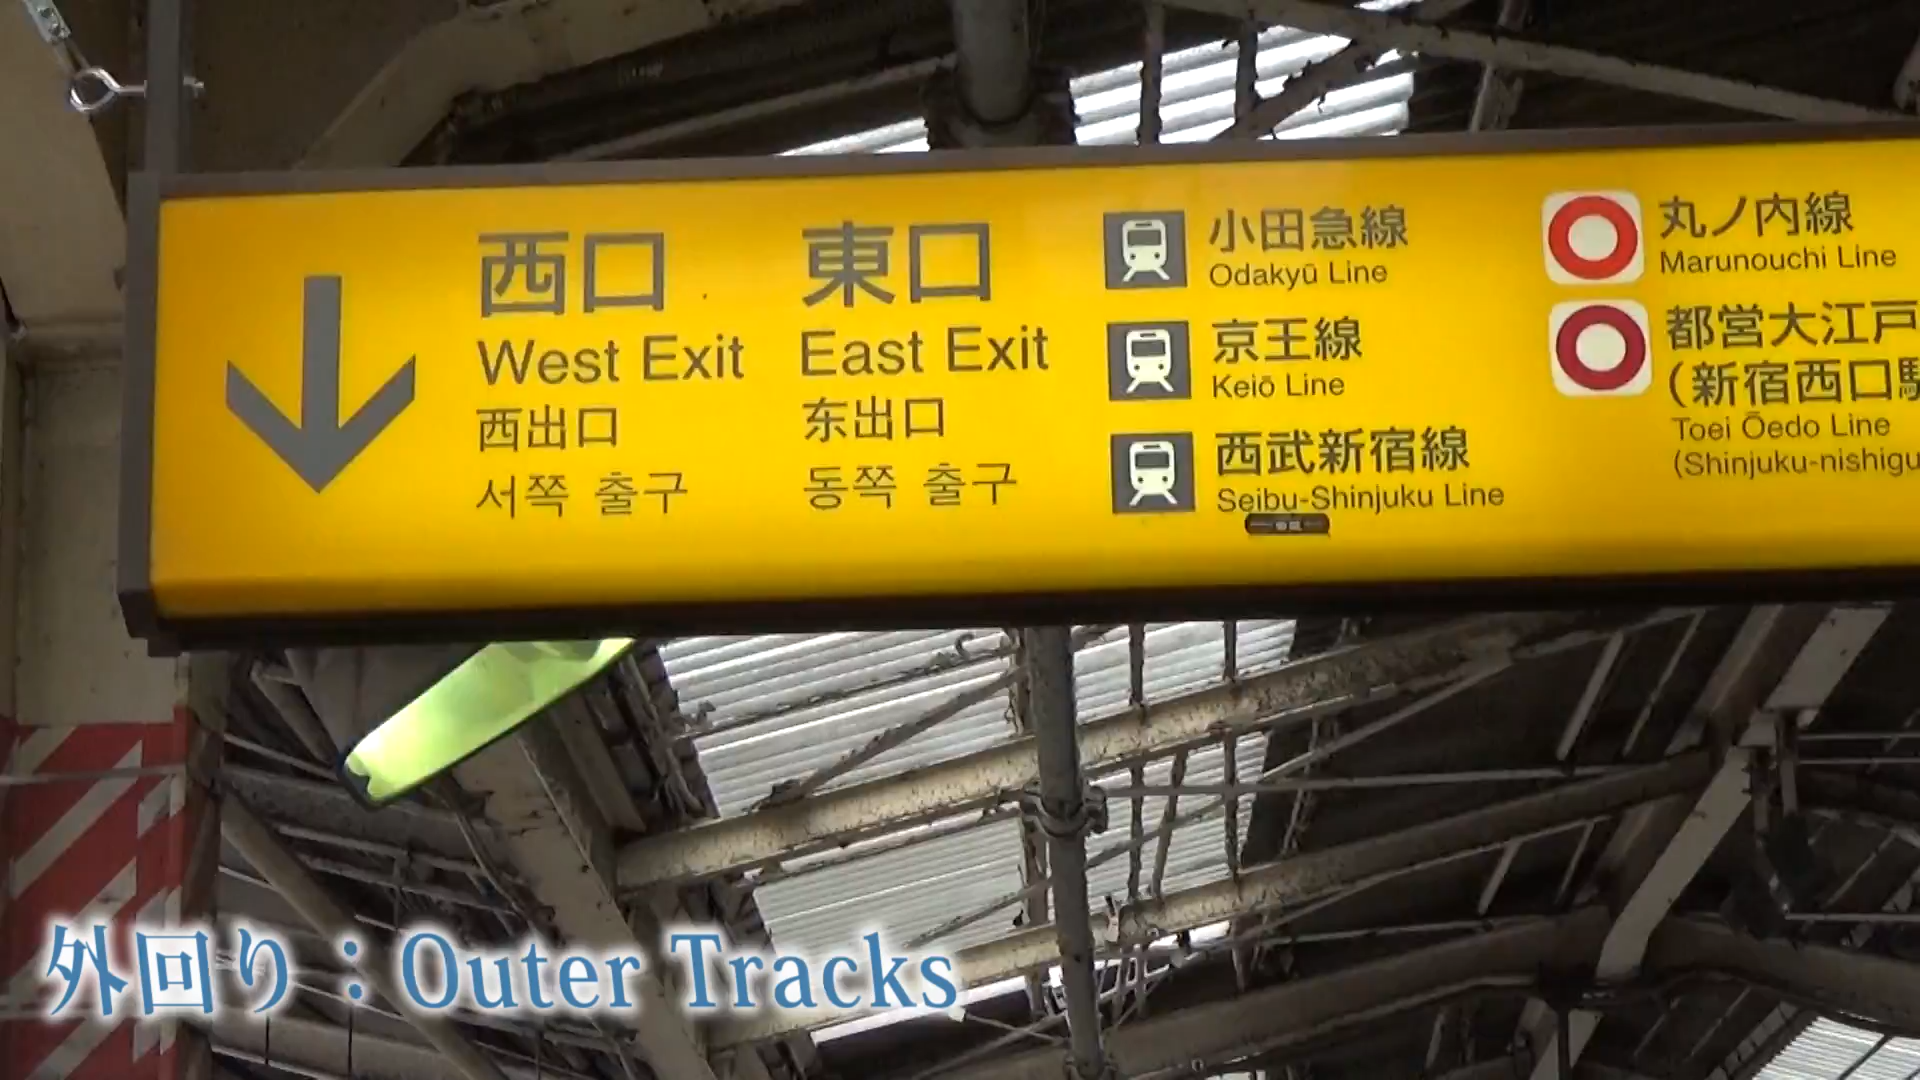 西口
West Exit
西出口
서쪽 출구
東口
East Exit
东出口
동쪽 출구
小田急線
Odakyū Line
京王線
Keiō Line
西武新宿線
Seibu-Shinjuku Line
丸ノ内線
Marunouchi Line
都営大江戸
(新宿西口駅
Toei Ōedo Line
(Shinjuku-nishigu
外回り：Outer Tracks